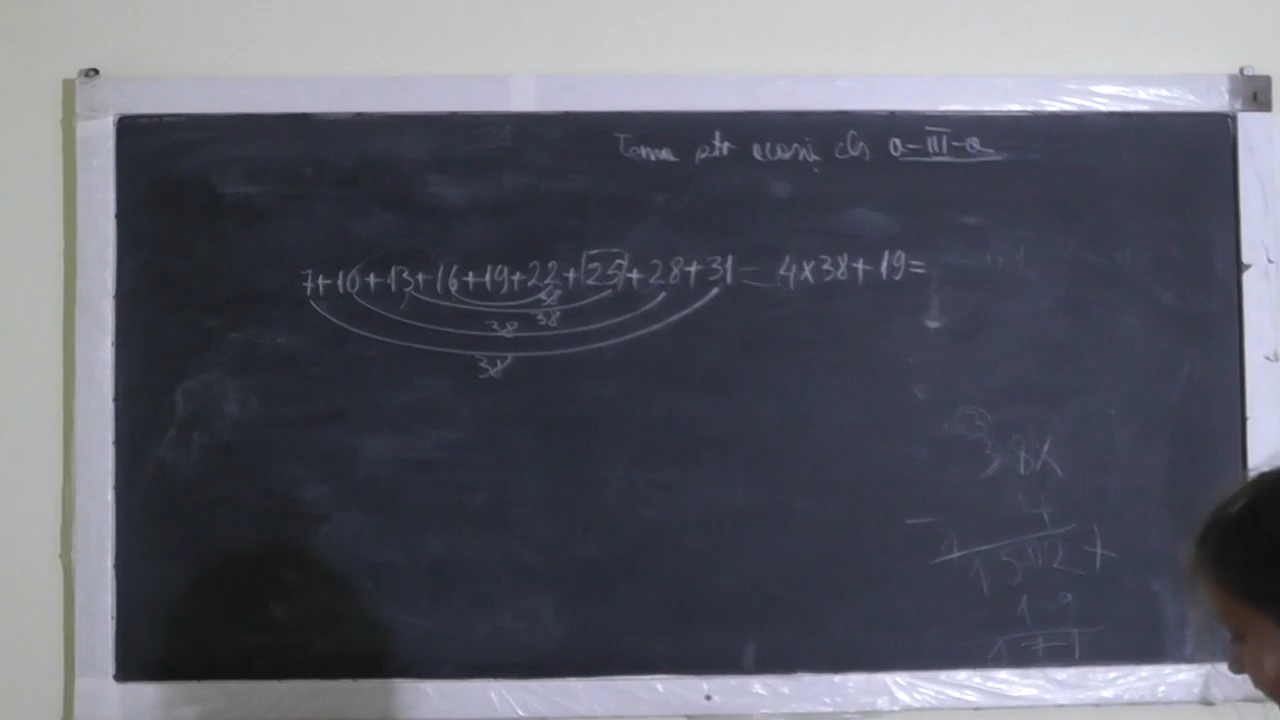 Tema ptr acasă cls a-III-a
7+10+13+16+19+22+25+28+31= 4x38+19=
38
38
38
38
38x
4
152+
19
171